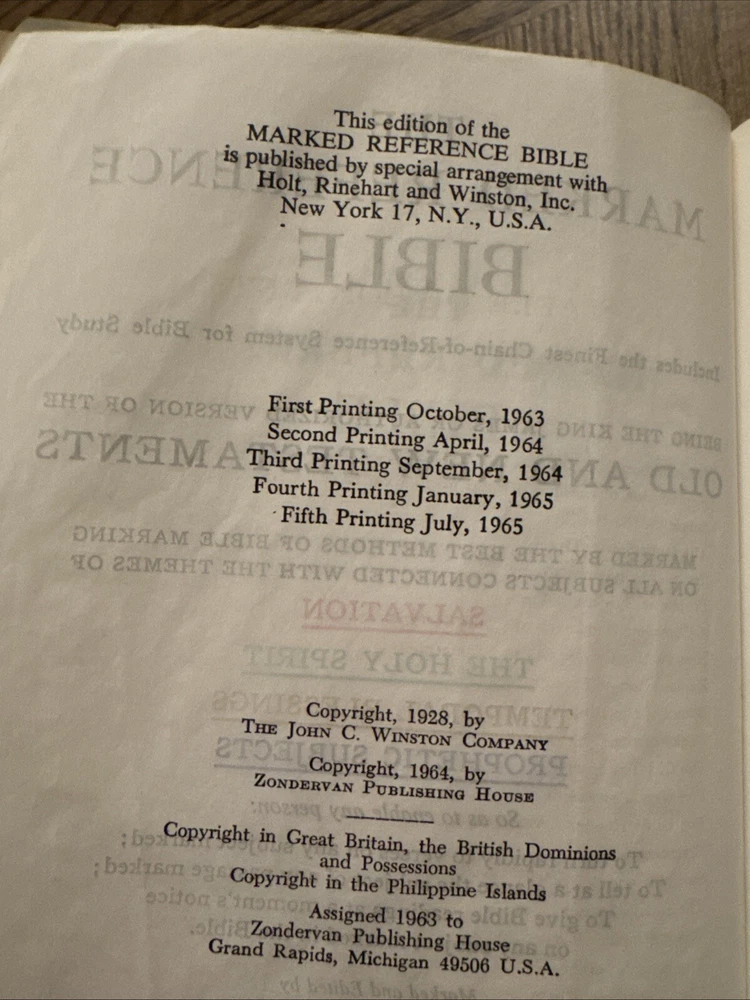 This edition of the
MARKED REFERENCE BIBLE
is published by special arrangement with
Holt, Rinehart and Winston, Inc.
New York 17, N.Y., U.S.A.
First Printing October, 1963
Second Printing April, 1964
Third Printing September, 1964
Fourth Printing January, 1965
Fifth Printing July, 1965
Copyright, 1928, by
THE JOHN C. WINSTON COMPANY
Copyright, 1964, by
ZONDERVAN PUBLISHING HOUSE
Copyright in Great Britain, the British Dominions
and Possessions
Copyright in the Philippine Islands
Assigned 1963 to
Zondervan Publishing House
Grand Rapids, Michigan 49506 U.S.A.